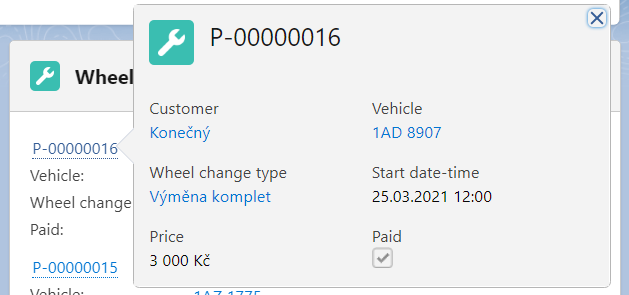 P-00000016
Customer
Konečný
Vehicle
1AD 8907
Wheel change type
Výměna komplet
Start date-time
25.03.2021 12:00
Price
3 000 Kč
Paid
Wheel
P-00000016
Vehicle:
Wheel change
Paid:
P-00000015
Vehicle:
1AZ 1775